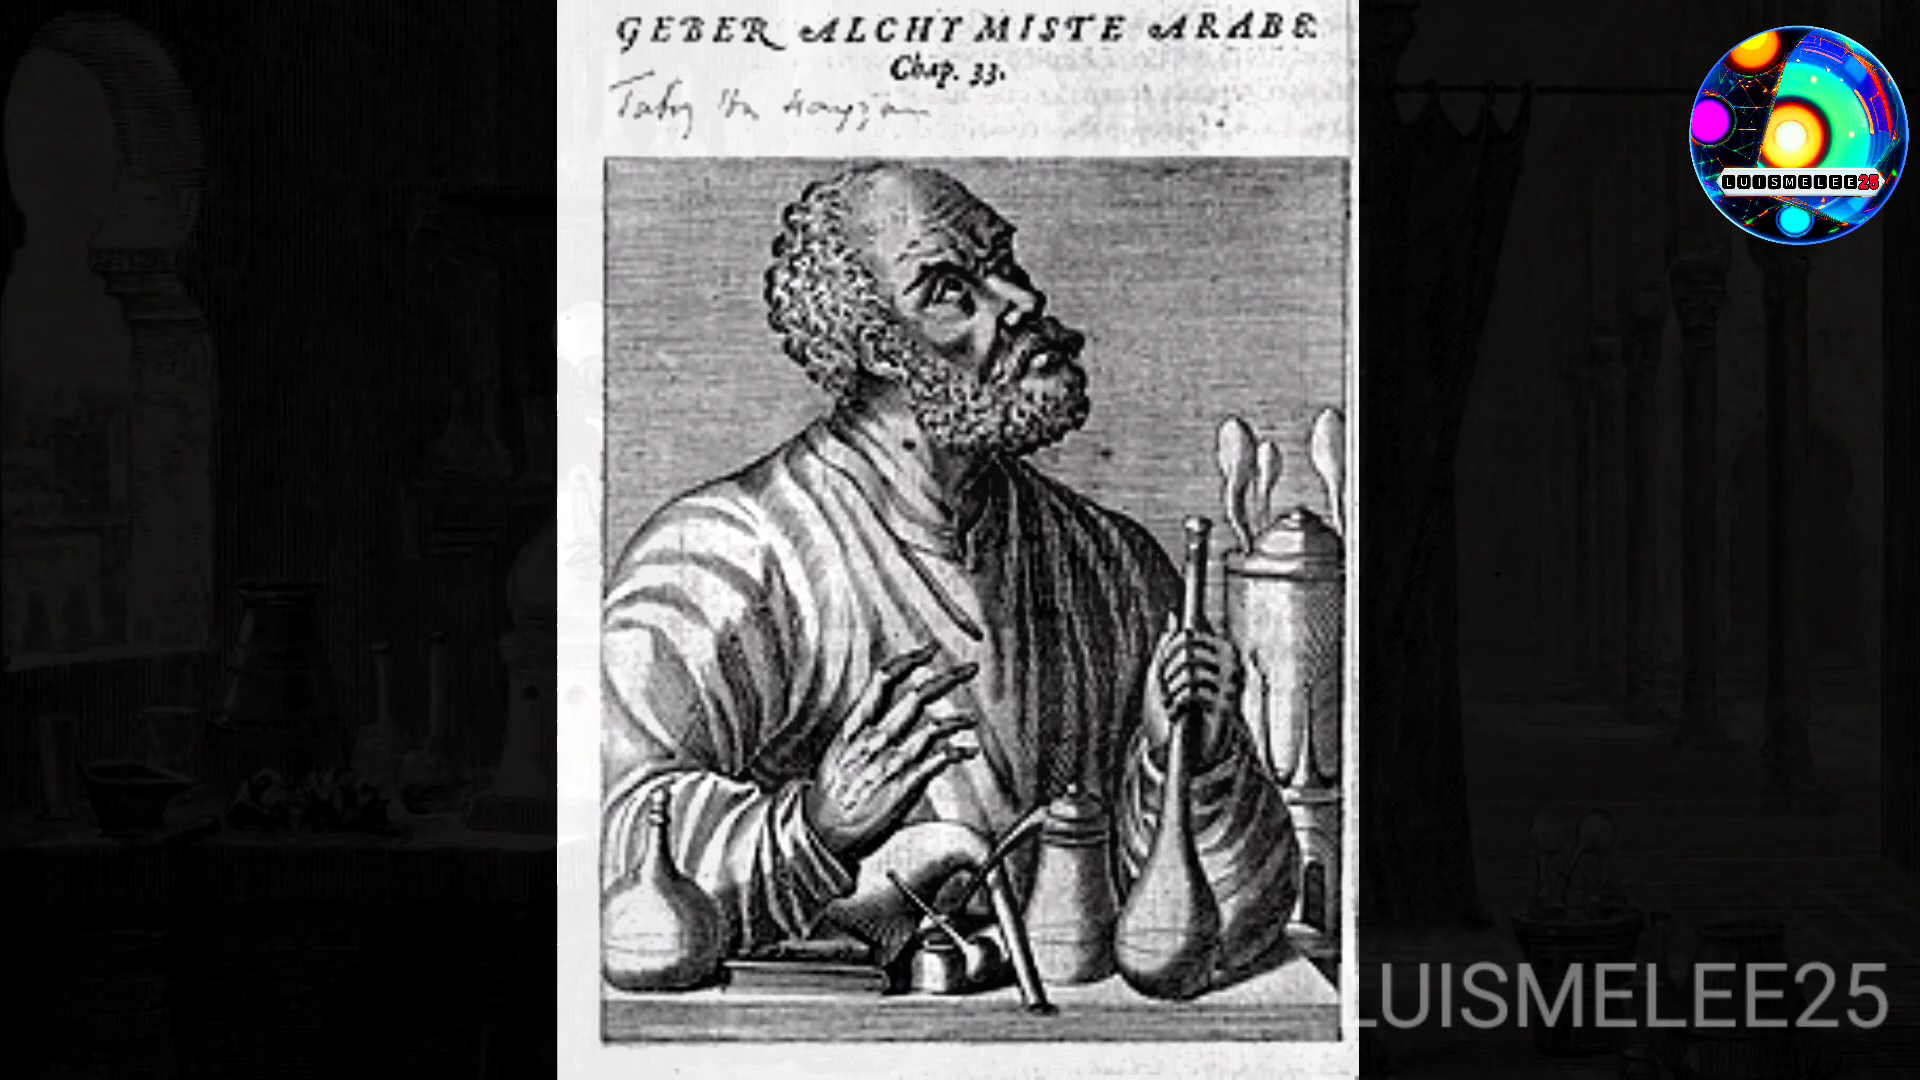 GEBER ALCHYMISTE ARABE
Chap. 33.
LUISMELEE25
LUISMELEE25